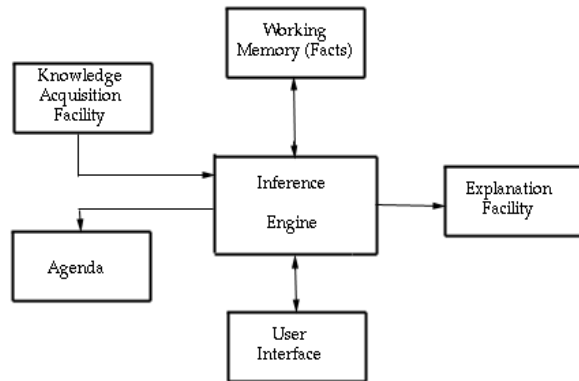 Working
Memory (Facts)
Knowledge
Acquisition
Facility
Inference
Engine
Explanation
Facility
Agenda
User
Interface